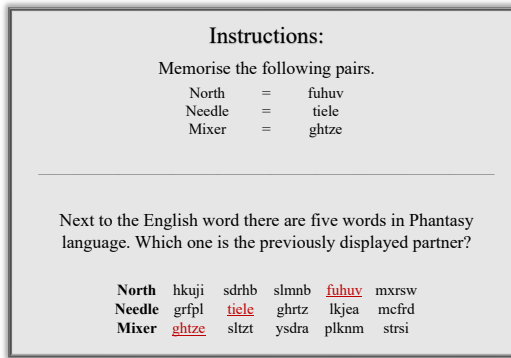 Instructions:
Memorise the following pairs.
North = fuhuv
Needle = tiele
Mixer = ghtze
Next to the English word there are five words in Phantasy
language. Which one is the previously displayed partner?
North hkuji sdrhb slmnb fuhuv mxrsw
Needle grfpl tiele ghrtz lkjea mcfrd
Mixer ghtze sltzt ysdra plknm strsi